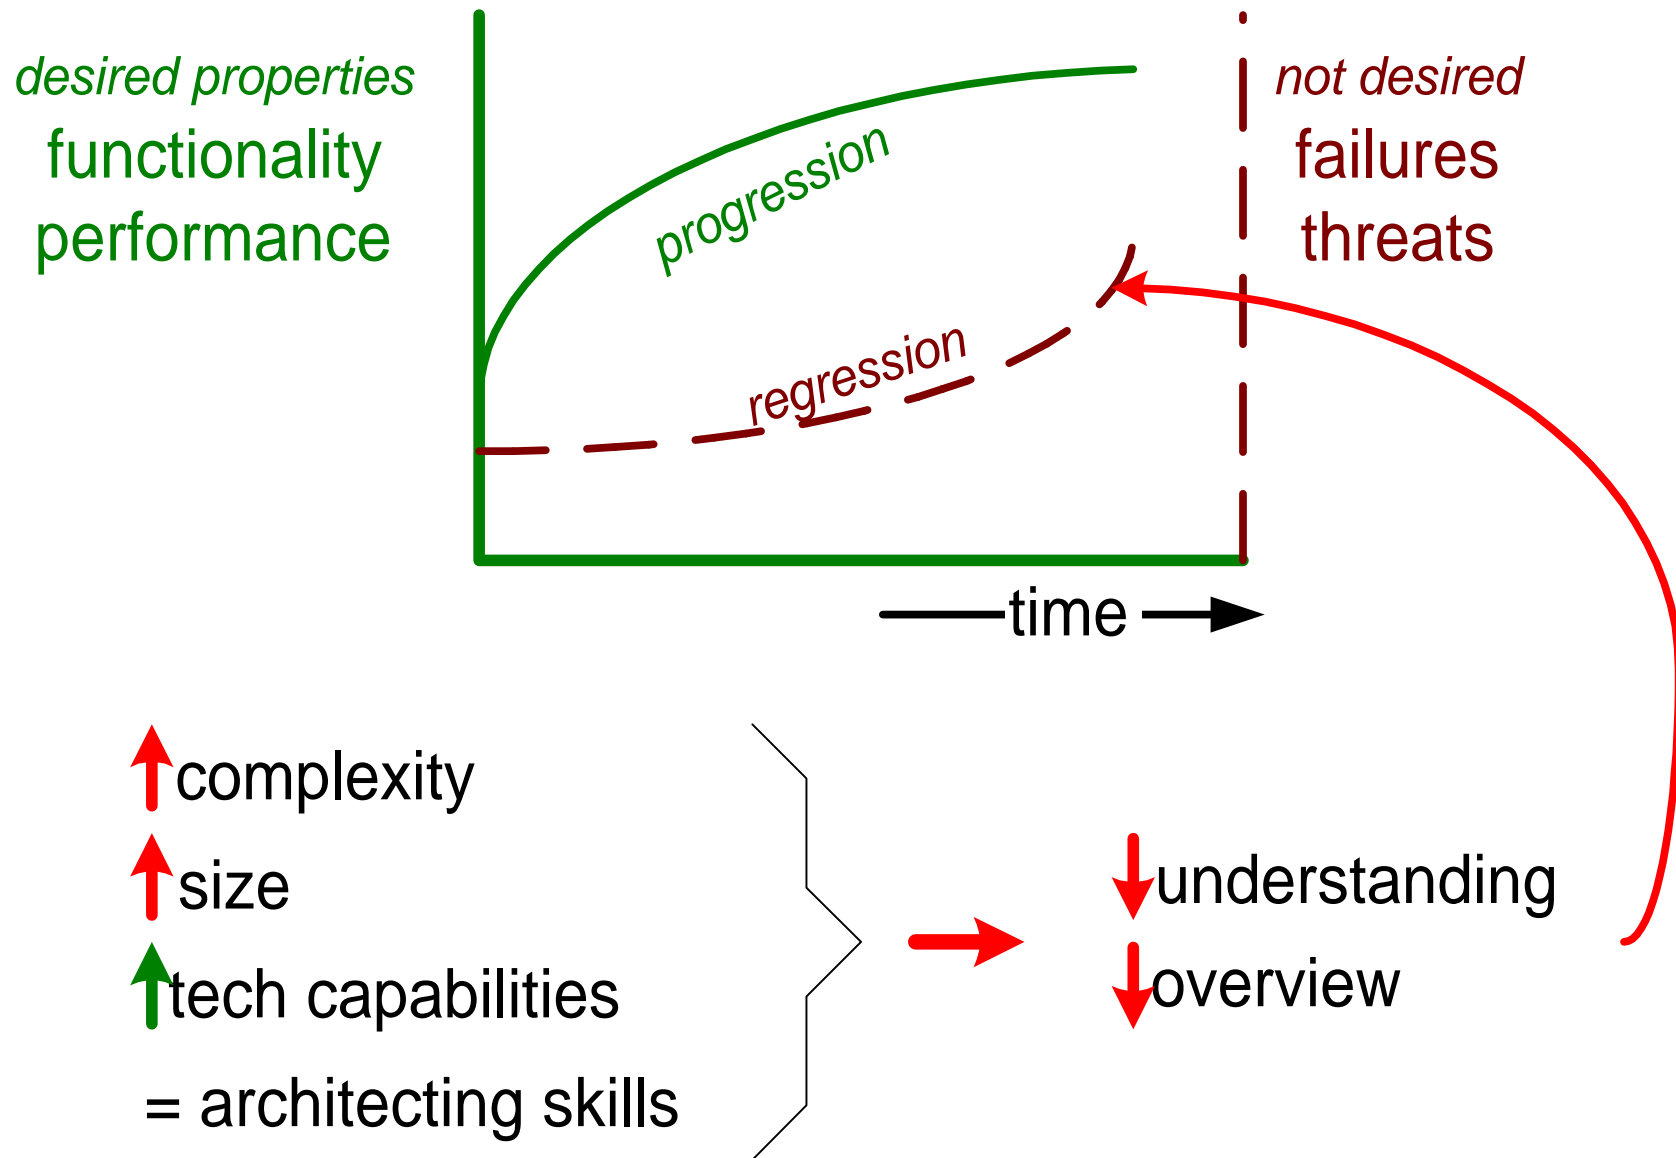 desired properties
functionality
performance
progression
regression
not desired
failures
threats
time
complexity
size
tech capabilities
= architecting skills
understanding
overview